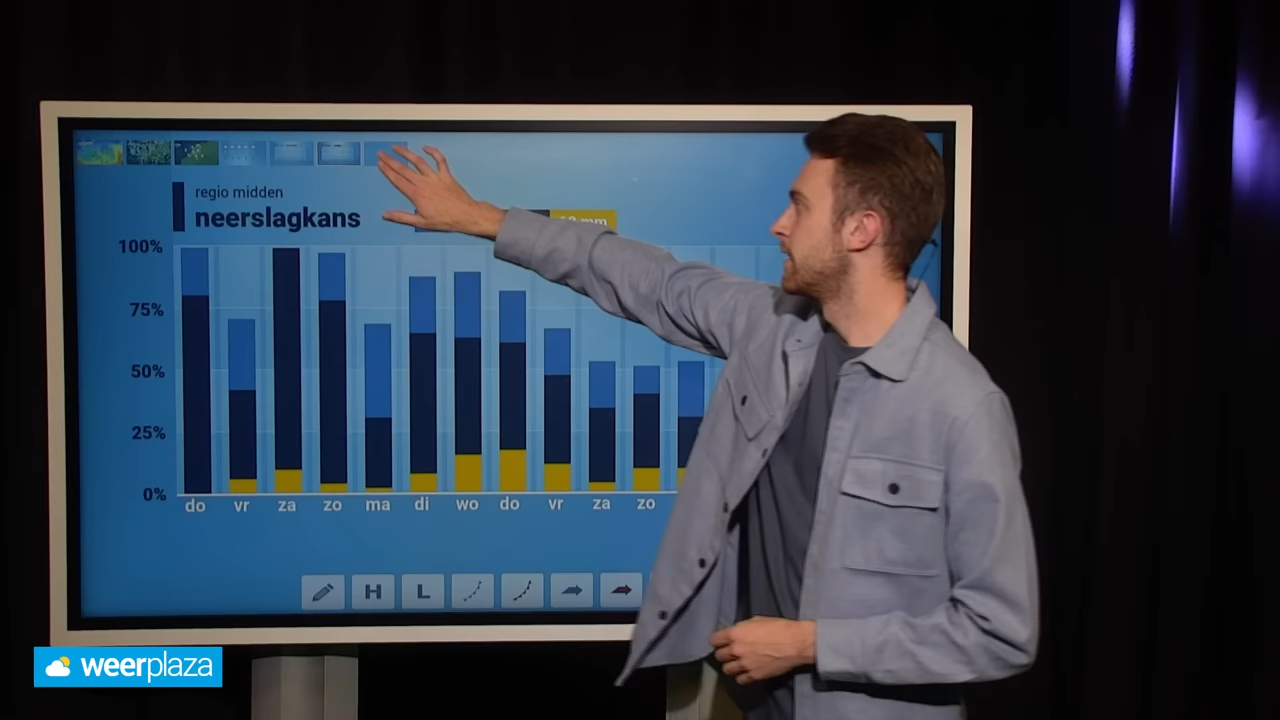 regio midden
neerslagkans
mm
100%
75%
50%
25%
0%
do vr za zo ma di wo do vr za zo
H L
weerplaza